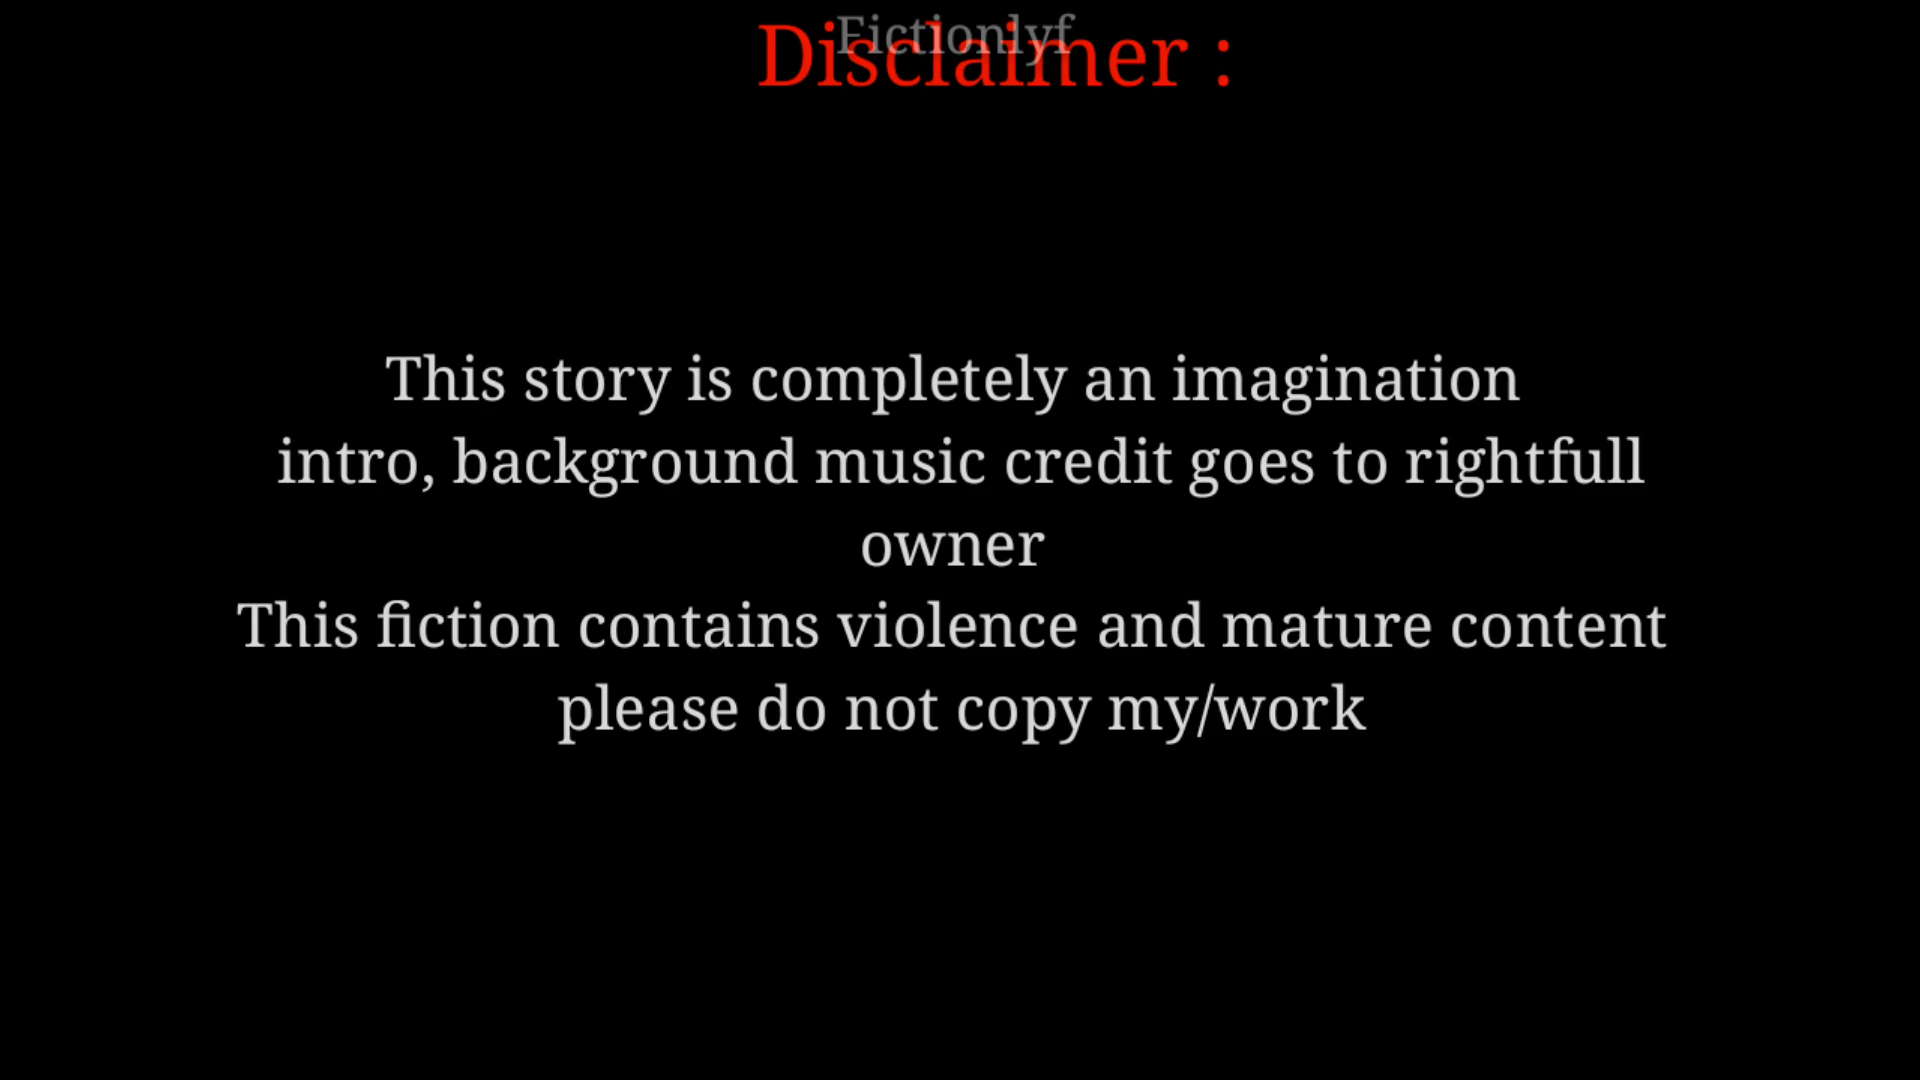 Fictionlyf
Disclaimer :
This story is completely an imagination
intro, background music credit goes to rightfull
owner
This fiction contains violence and mature content
please do not copy my/work